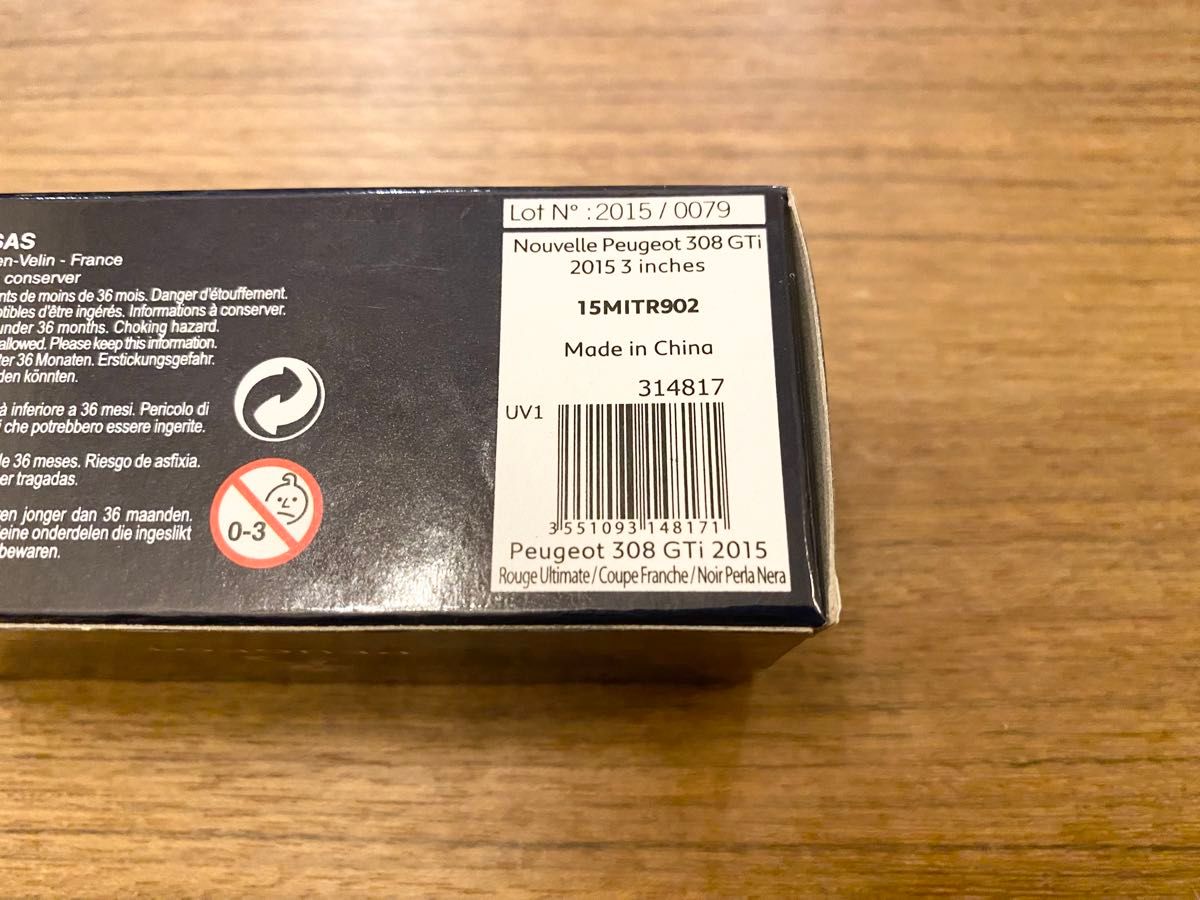 SAS
en-Velin - France
conserver
nts de moins de 36 mois. Danger d'étouffement.
ptibles d'être ingérés. Informations à conserver.
under 36 months. Choking hazard.
allowed. Please keep this information.
ter 36 Monaten. Erstickungsgefahr.
den könnten.
à inferiore a 36 mesi. Pericolo di
i che potrebbero essere ingerite.
de 36 meses. Riesgo de asfixia.
er tragadas.
ren jonger dan 36 maanden.
leine onderdelen die ingeslikt
bewaren.
0-3
Lot N° : 2015 / 0079
Nouvelle Peugeot 308 GTi
2015 3 inches
15MITR902
Made in China
314817
UV1
3 551093 148171
Peugeot 308 GTi 2015
Rouge Ultimate / Coupe Franche / Noir Perla Nera